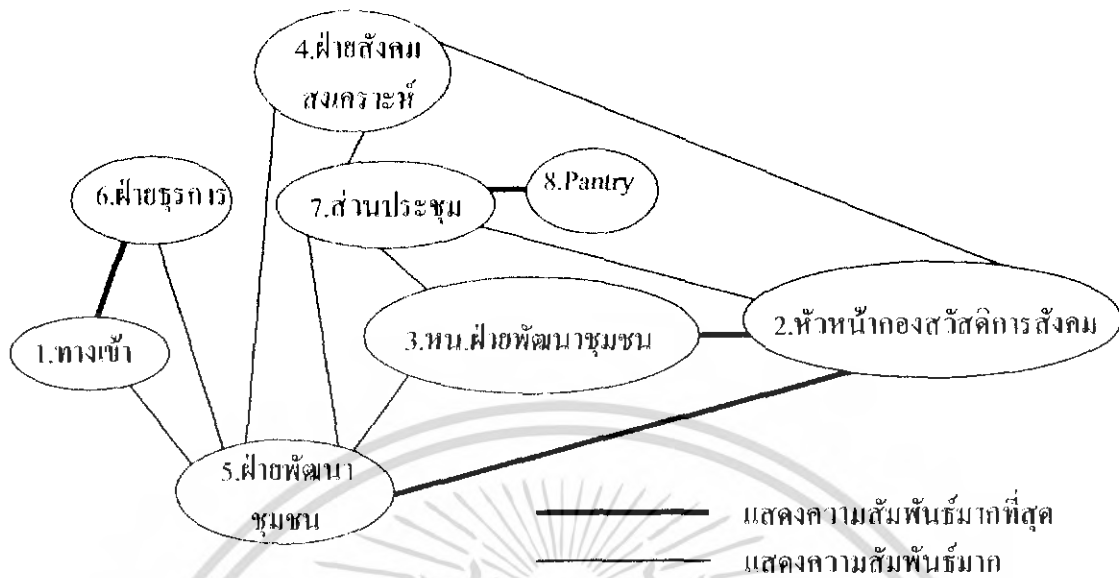 4.ฝ่ายสังคม
สงเคราะห์
6.ฝ่ายธุรการ
7.ส่วนประชุม
8.Pantry
1.ทางเข้า
3.หน.ฝ่ายพัฒนาชุมชน
2.หัวหน้ากองสวัสดิการสังคม
5.ฝ่ายพัฒนา
ชุมชน
แสดงความสัมพันธ์มากที่สุด
แสดงความสัมพันธ์มาก